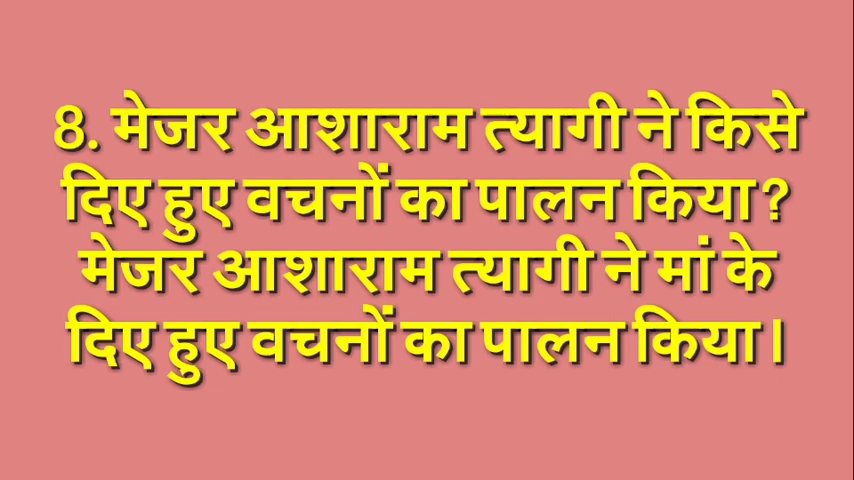 8. मेजर आशाराम त्यागी ने किसे
दिए हुए वचनों का पालन किया?
मेजर आशाराम त्यागी ने मां के
दिए हुए वचनों का पालन किया।